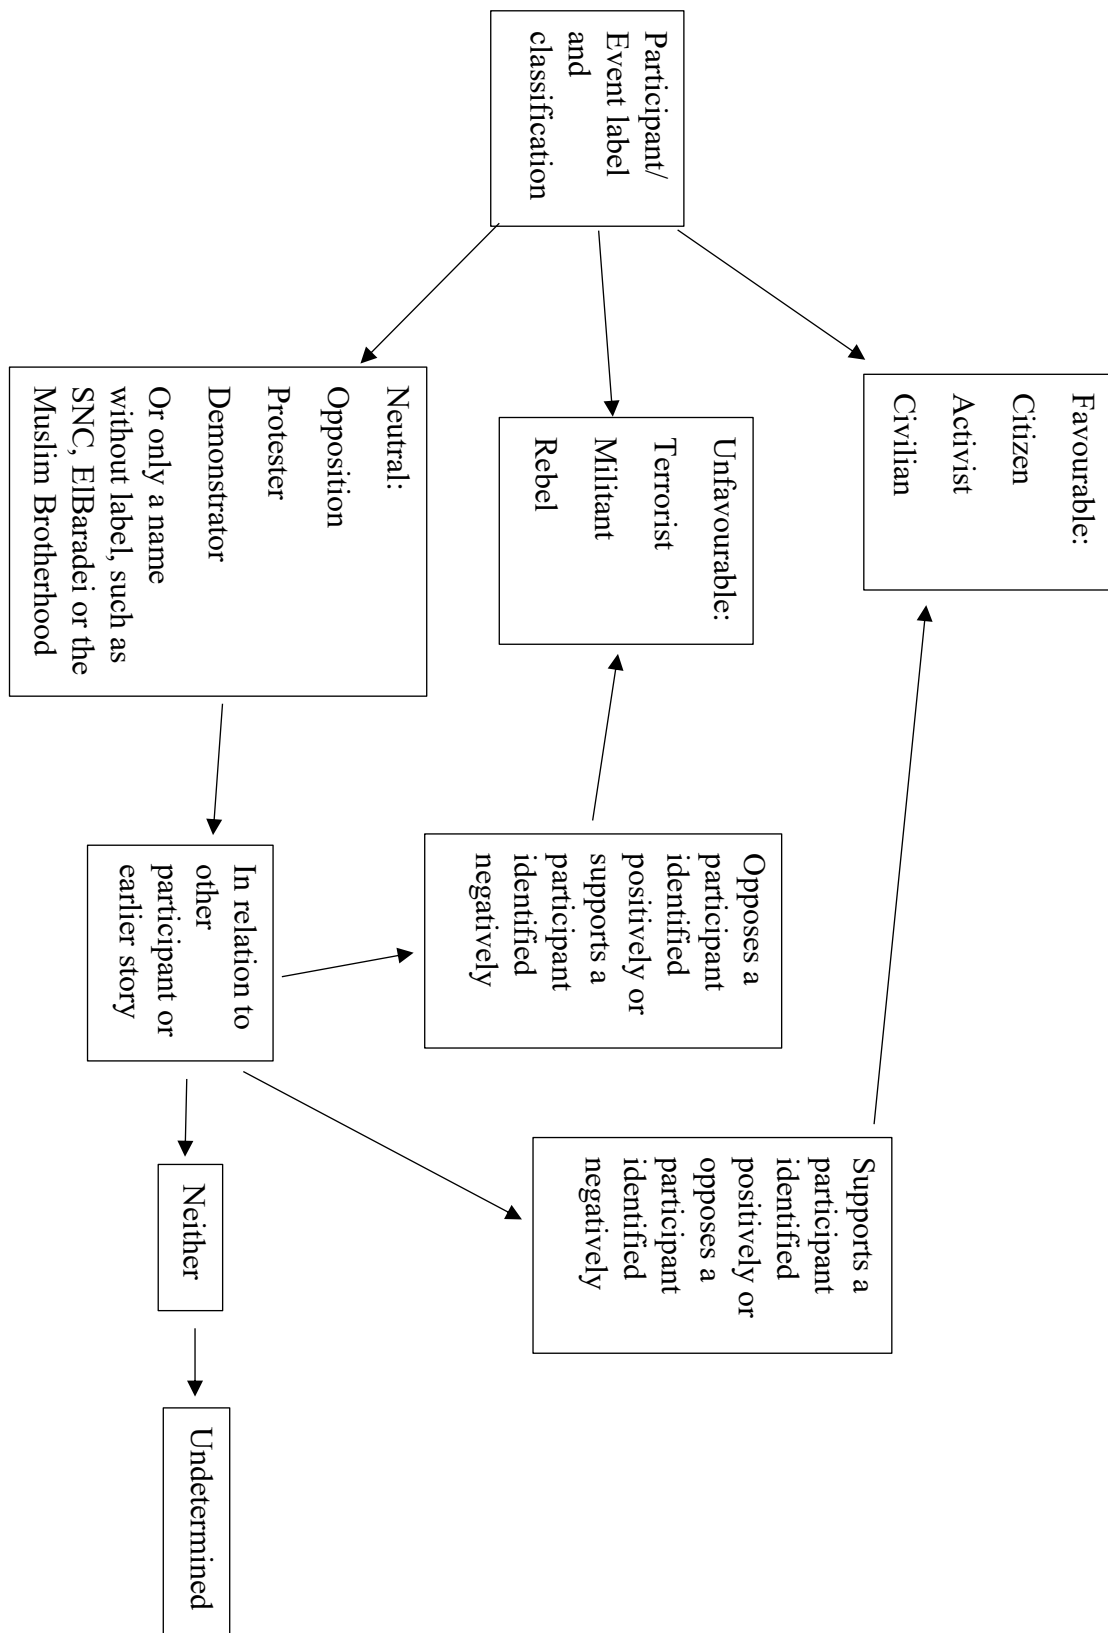 Participant/
Event label
and
classification
Favourable:
Citizen
Activist
Civilian
Unfavourable:
Terrorist
Militant
Rebel
Neutral:
Opposition
Protester
Demonstrator
Or only a name
without label, such as
SNC, ElBaradei or the
Muslim Brotherhood
Opposes a
participant
identified
positively or
supports a
participant
identified
negatively
In relation to
other
participant or
earlier story
Supports a
participant
identified
positively or
opposes a
participant
identified
negatively
Neither
Undetermined